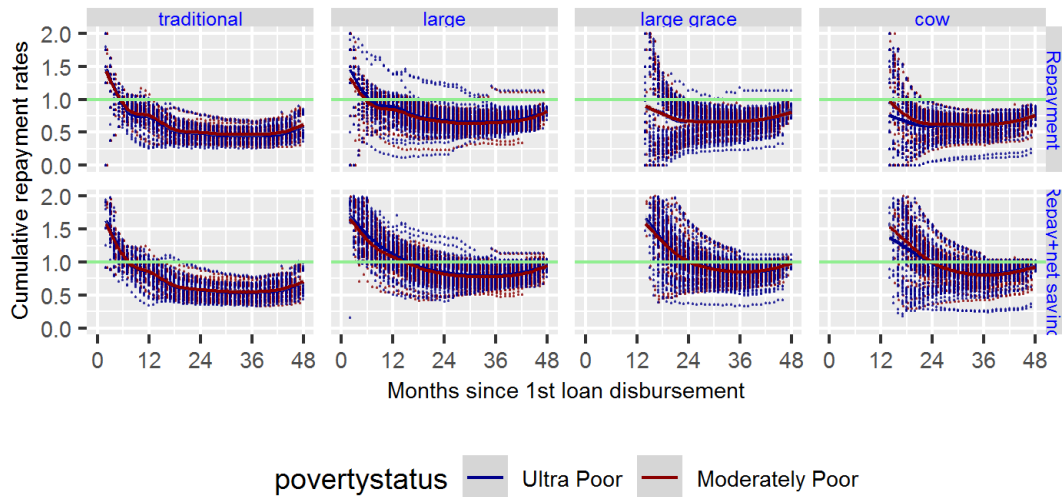 traditional large large grace cow
Cumulative repayment rates
2.0
1.5
1.0
0.5
0.0
Repayment
2.0
1.5
1.0
0.5
0.0
Repay+net saving
0 12 24 36 48 0 12 24 36 48 0 12 24 36 48 0 12 24 36 48
Months since 1st loan disbursement
povertystatus Ultra Poor Moderately Poor